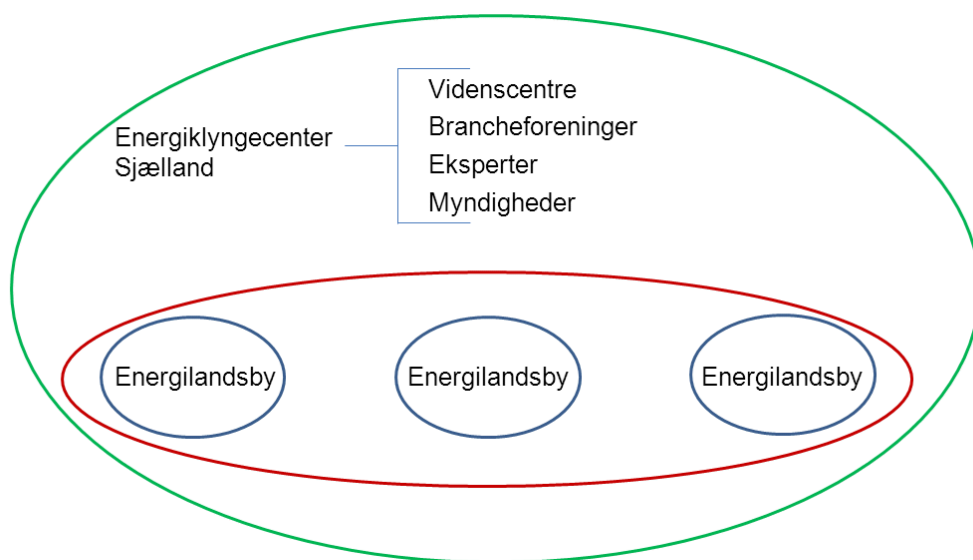 Energiklyngecenter
Sjælland
Videnscentre
Brancheforeninger
Eksperter
Myndigheder
Energilandsby
Energilandsby
Energilandsby